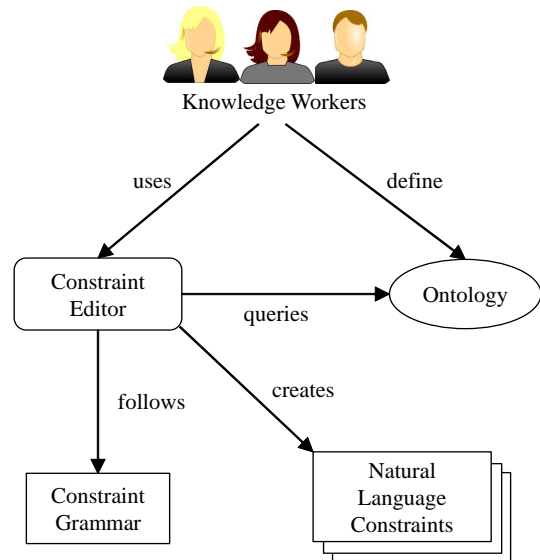 Knowledge Workers
uses
define
Constraint
Editor
Ontology
queries
follows
creates
Constraint
Grammar
Natural
Language
Constraints